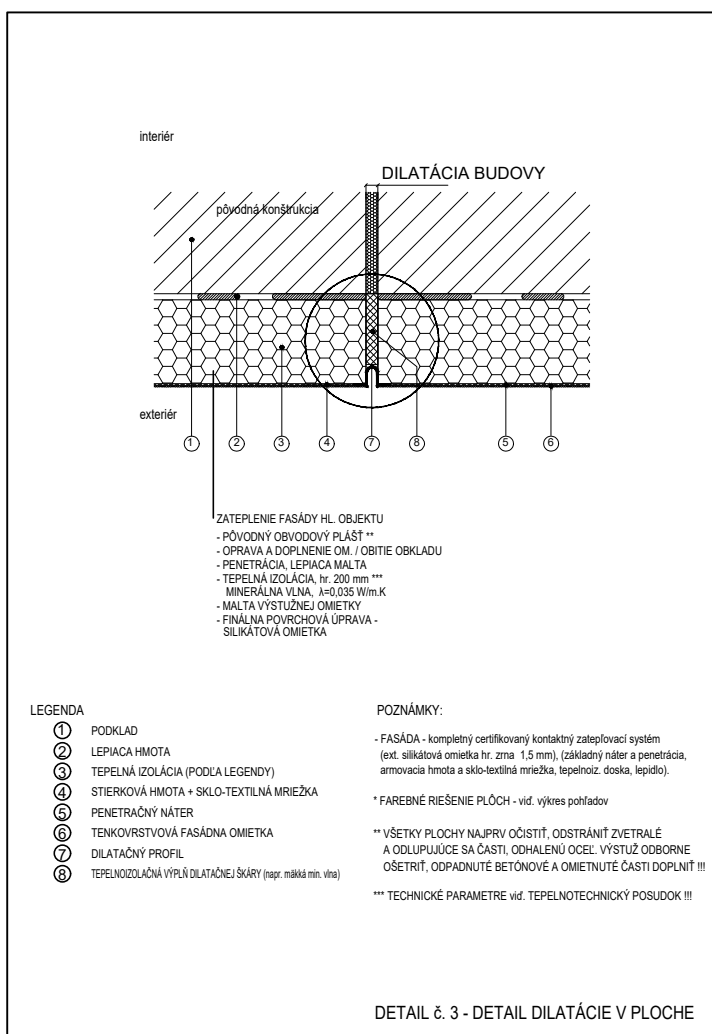 interiér
DILATÁCIA BUDOVY
pôvodná konštrukcia
exteriér
1 2 3 4 7 8 5 6
ZATEPLENIE FASÁDY HL. OBJEKTU
- PÔVODNÝ OBVODOVÝ PLÁŠŤ **
- OPRAVA A DOPLNENIE OM. / OBITIE OBKLADU
- PENETRÁCIA, LEPIACA MALTA
- TEPELNÁ IZOLÁCIA, hr. 200 mm ***
MINERÁLNA VLNA, λ=0,035 W/m.K
- MALTA VÝSTUŽNEJ OMIETKY
- FINÁLNA POVRCHOVÁ ÚPRAVA -
SILIKÁTOVÁ OMIETKA
LEGENDA
1 PODKLAD
2 LEPIACA HMOTA
3 TEPELNÁ IZOLÁCIA (PODĽA LEGENDY)
4 STIERKOVÁ HMOTA + SKLO-TEXTILNÁ MRIEŽKA
5 PENETRAČNÝ NÁTER
6 TENKOVRSTVOVÁ FASÁDNA OMIETKA
7 DILATAČNÝ PROFIL
8 TEPELNOIZOLAČNÁ VÝPLŇ DILATAČNEJ ŠKÁRY (napr. mäkká min. vlna)
POZNÁMKY:
- FASÁDA - kompletný certifikovaný kontaktný zatepľovací systém
(ext. silikátová omietka hr. zrna 1,5 mm), (základný náter a penetrácia,
armovacia hmota a sklo-textilná mriežka, tepelnoiz. doska, lepidlo).
* FAREBNÉ RIEŠENIE PLÔCH - viď. výkres pohľadov
** VŠETKY PLOCHY NAJPRV OČISTIŤ, ODSTRÁNIŤ ZVETRALÉ
A ODLUPUJÚCE SA ČASTI, ODHALENÚ OCEĽ. VÝSTUŽ ODBORNE
OŠETRIŤ, ODPADNUTÉ BETÓNOVÉ A OMIETNUTÉ ČASTI DOPLNIŤ !!!
*** TECHNICKÉ PARAMETRE viď. TEPELNOTECHNICKÝ POSUDOK !!!
DETAIL č. 3 - DETAIL DILATÁCIE V PLOCHE